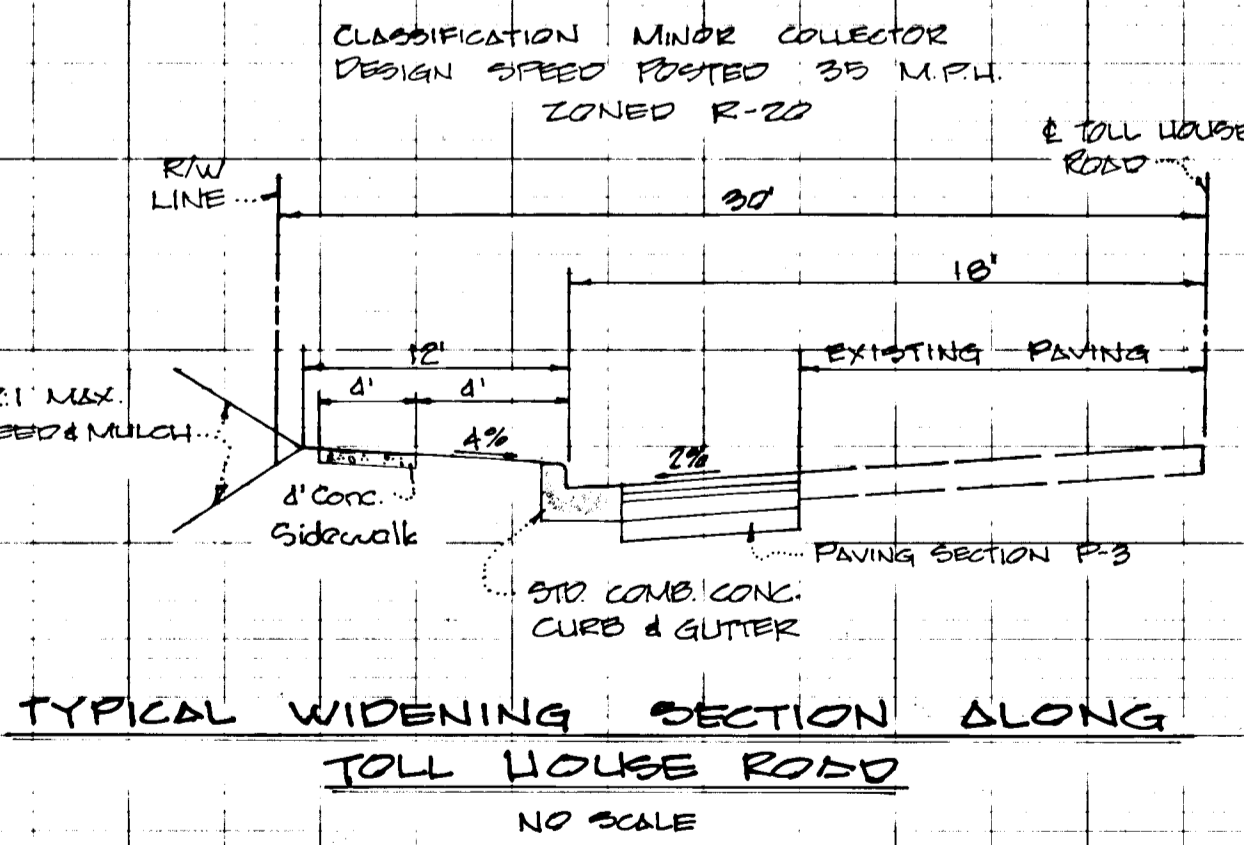 CLASSIFICATION MINOR COLLECTOR
DESIGN SPEED POSTED 35 M.P.H.
ZONED R-20
℄ TOLL HOUSE
ROAD
R/W
LINE
30'
18'
12'
EXISTING PAVING
4'
4'
:1 MAX.
EED & MULCH
4%
2%
4' Conc.
Sidewalk
PAVING SECTION P-3
STD. COMB. CONC.
CURB & GUTTER
TYPICAL WIDENING SECTION ALONG
TOLL HOUSE ROAD
NO SCALE